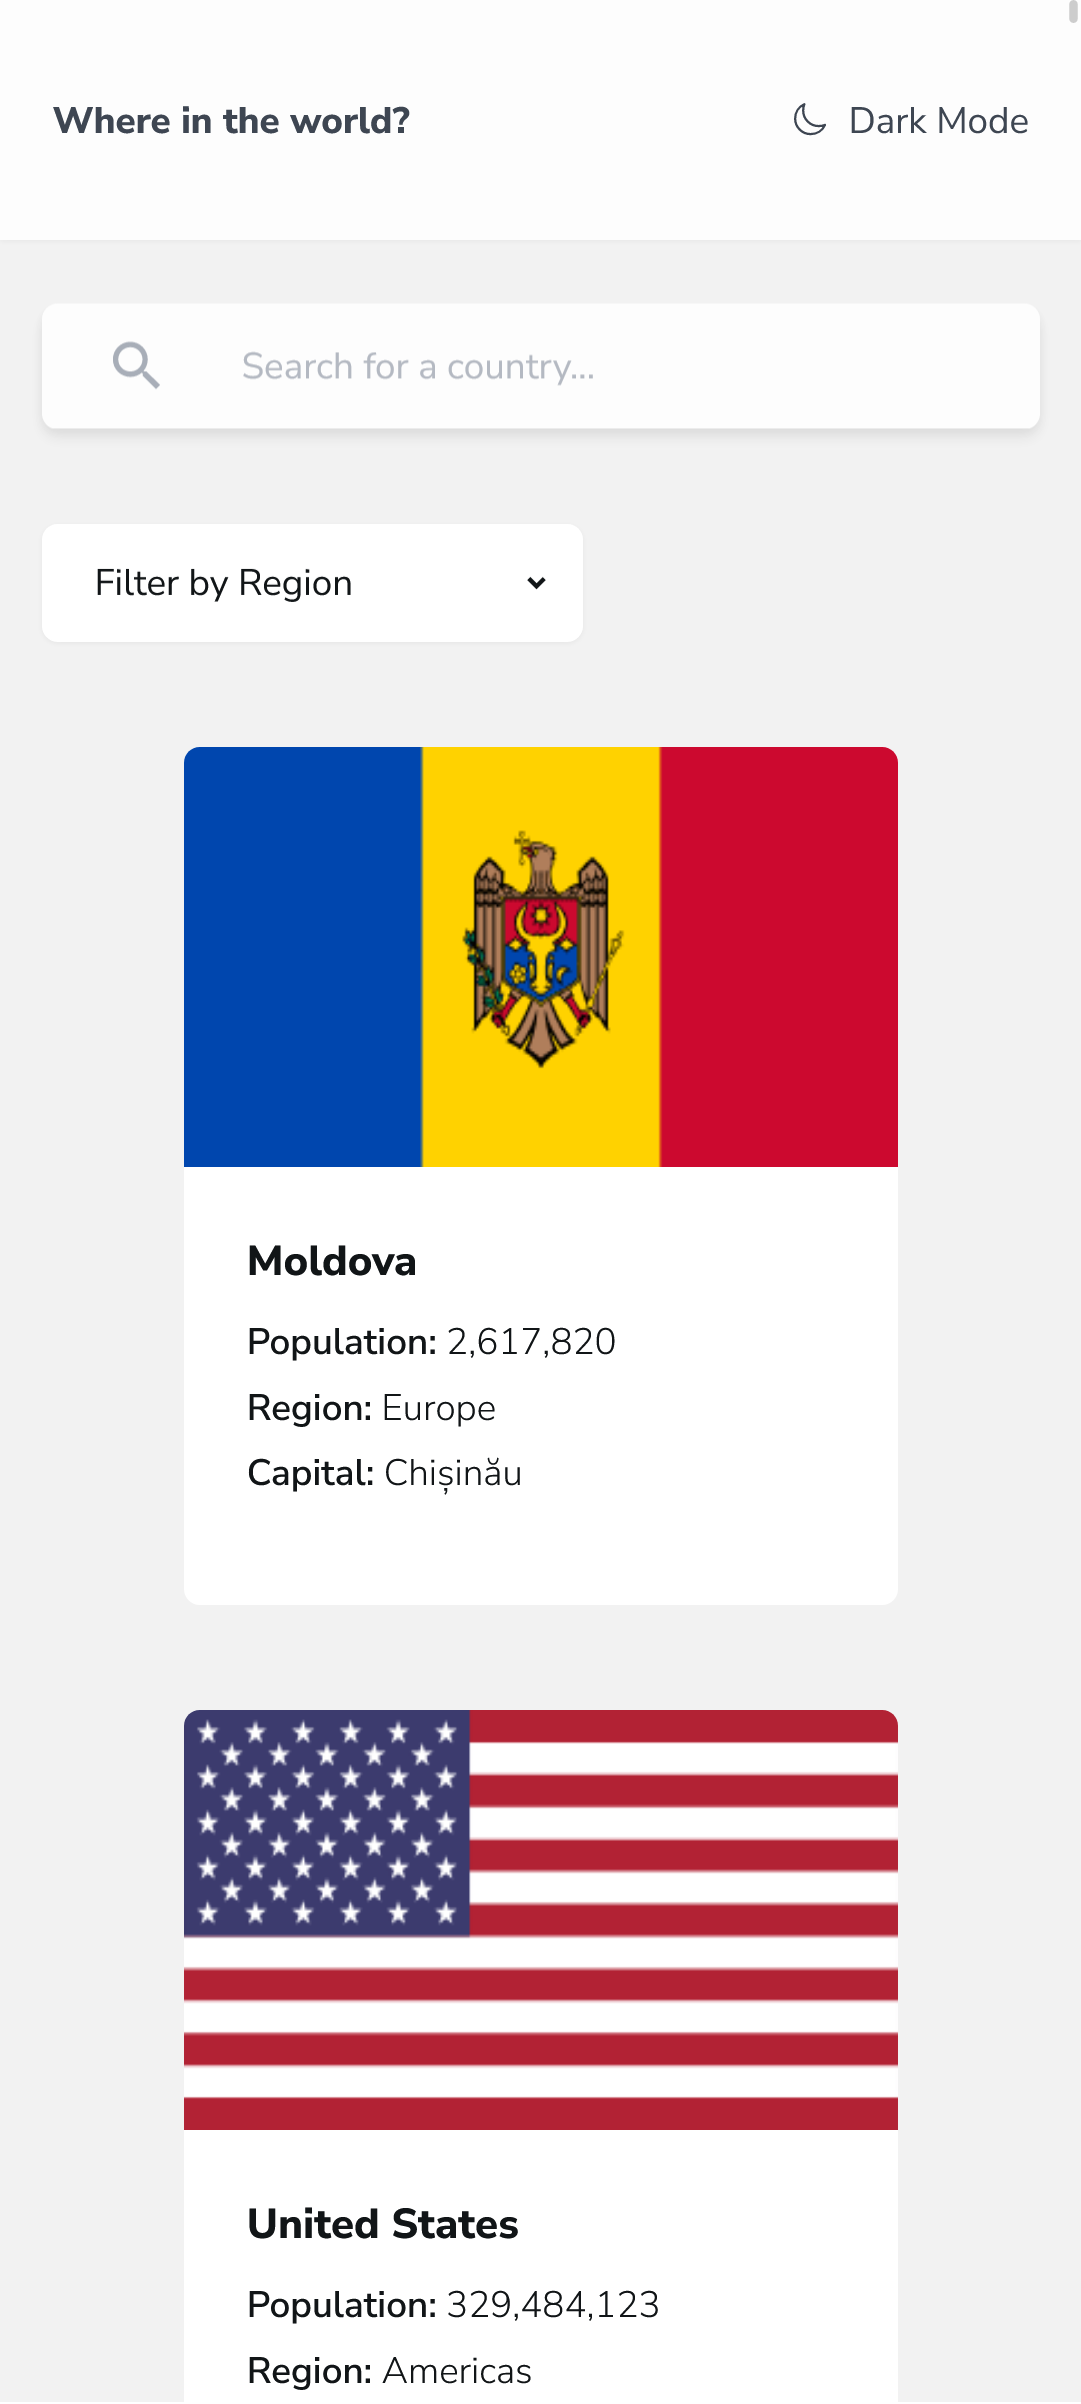 Where in the world?
Dark Mode
Search for a country...
Filter by Region
Moldova
Population: 2,617,820
Region: Europe
Capital: Chișinău
United States
Population: 329,484,123
Region: Americas